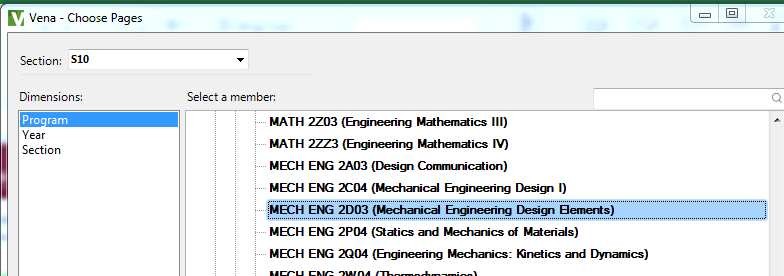 Vena - Choose Pages
Section: S10
Dimensions:
Select a member:
Program
Year
Section
MATH 2Z03 (Engineering Mathematics III)
MATH 2ZZ3 (Engineering Mathematics IV)
MECH ENG 2A03 (Design Communication)
MECH ENG 2C04 (Mechanical Engineering Design I)
MECH ENG 2D03 (Mechanical Engineering Design Elements)
MECH ENG 2P04 (Statics and Mechanics of Materials)
MECH ENG 2Q04 (Engineering Mechanics: Kinetics and Dynamics)
MECH ENG 2W04 (Thermodynamics)